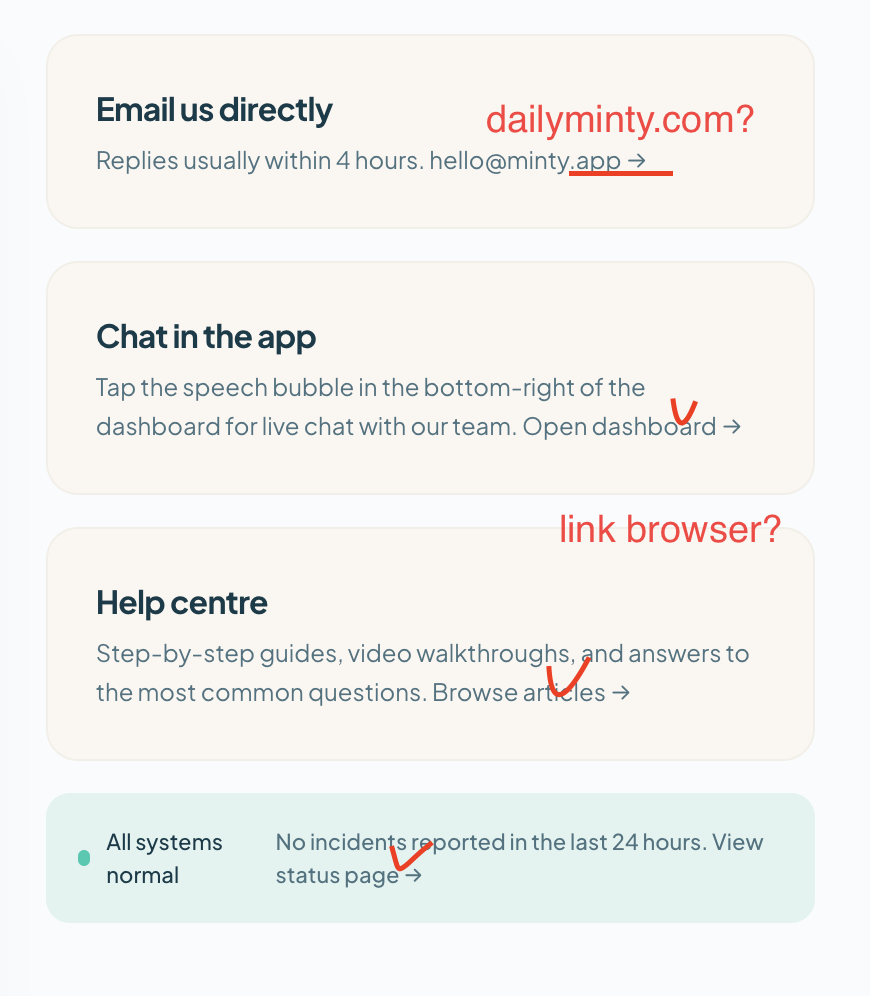 Email us directly
dailyminty.com?
Replies usually within 4 hours. hello@minty.app →
Chat in the app
Tap the speech bubble in the bottom-right of the
dashboard for live chat with our team. Open dashboard →
link browser?
Help centre
Step-by-step guides, video walkthroughs, and answers to
the most common questions. Browse articles →
All systems
normal
No incidents reported in the last 24 hours. View
status page →